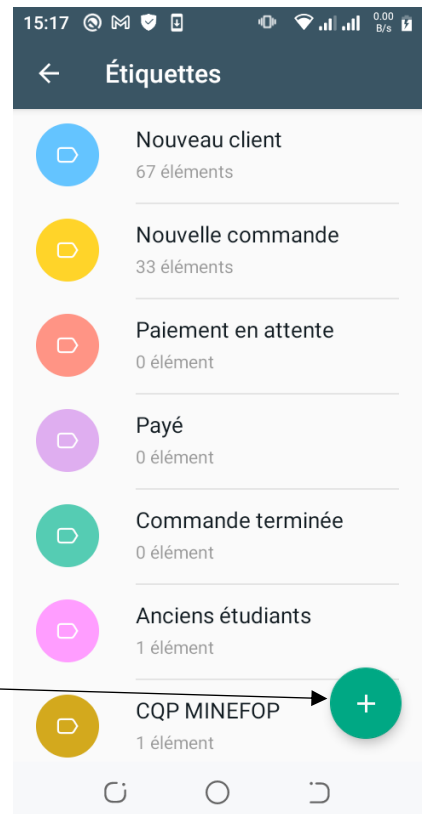 15:17 0.00 B/s
Étiquettes
Nouveau client
67 éléments
Nouvelle commande
33 éléments
Paiement en attente
0 élément
Payé
0 élément
Commande terminée
0 élément
Anciens étudiants
1 élément
CQP MINEFOP
1 élément